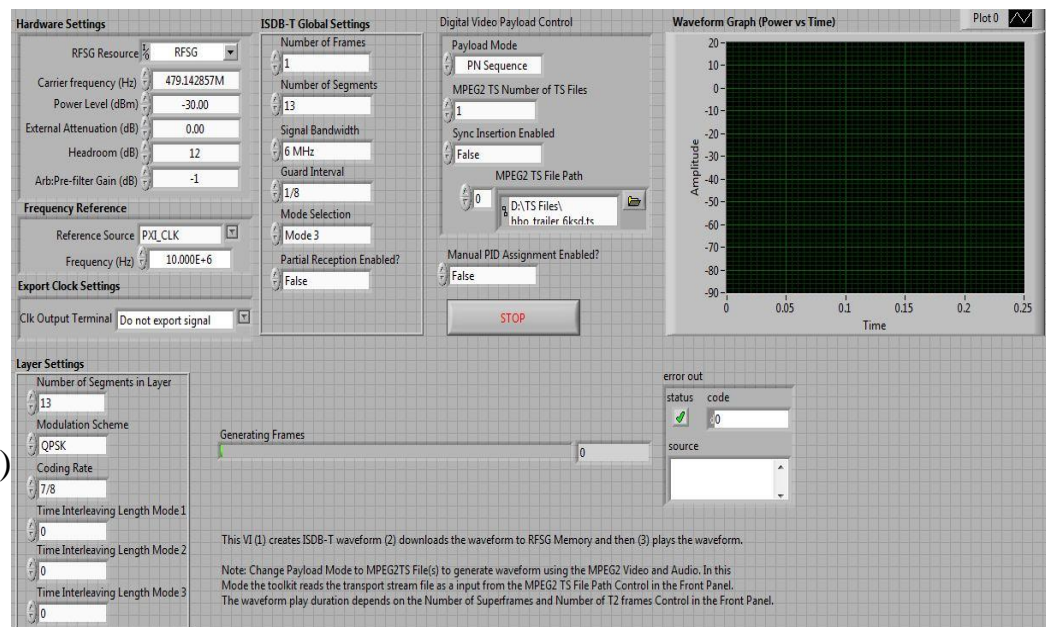 Hardware Settings
RFSG Resource
RFSG
Carrier frequency (Hz)
479.142857M
Power Level (dBm)
-30.00
External Attenuation (dB)
0.00
Headroom (dB)
12
Arb:Pre-filter Gain (dB)
-1
Frequency Reference
Reference Source
PXI_CLK
Frequency (Hz)
10.000E+6
Export Clock Settings
Clk Output Terminal
Do not export signal
ISDB-T Global Settings
Number of Frames
1
Number of Segments
13
Signal Bandwidth
6 MHz
Guard Interval
1/8
Mode Selection
Mode 3
Partial Reception Enabled?
False
Digital Video Payload Control
Payload Mode
PN Sequence
MPEG2 TS Number of TS Files
1
Sync Insertion Enabled
False
MPEG2 TS File Path
0
D:\TS Files\
hbo_trailer_6ksd.ts
Manual PID Assignment Enabled?
False
STOP
Waveform Graph (Power vs Time)
Plot 0
Amplitude
20
10
0
-10
-20
-30
-40
-50
-60
-70
-80
-90
0
0.05
0.1
0.15
0.2
0.25
Time
Layer Settings
Number of Segments in Layer
13
Modulation Scheme
QPSK
)
Coding Rate
7/8
Time Interleaving Length Mode 1
0
Time Interleaving Length Mode 2
0
Time Interleaving Length Mode 3
0
Generating Frames
0
error out
status
code
0
source
This VI (1) creates ISDB-T waveform (2) downloads the waveform to RFSG Memory and then (3) plays the waveform.
Note: Change Payload Mode to MPEG2TS File(s) to generate waveform using the MPEG2 Video and Audio. In this
Mode the toolkit reads the transport stream file as a input from the MPEG2 TS File Path Control in the Front Panel.
The waveform play duration depends on the Number of Superframes and Number of T2 frames Control in the Front Panel.